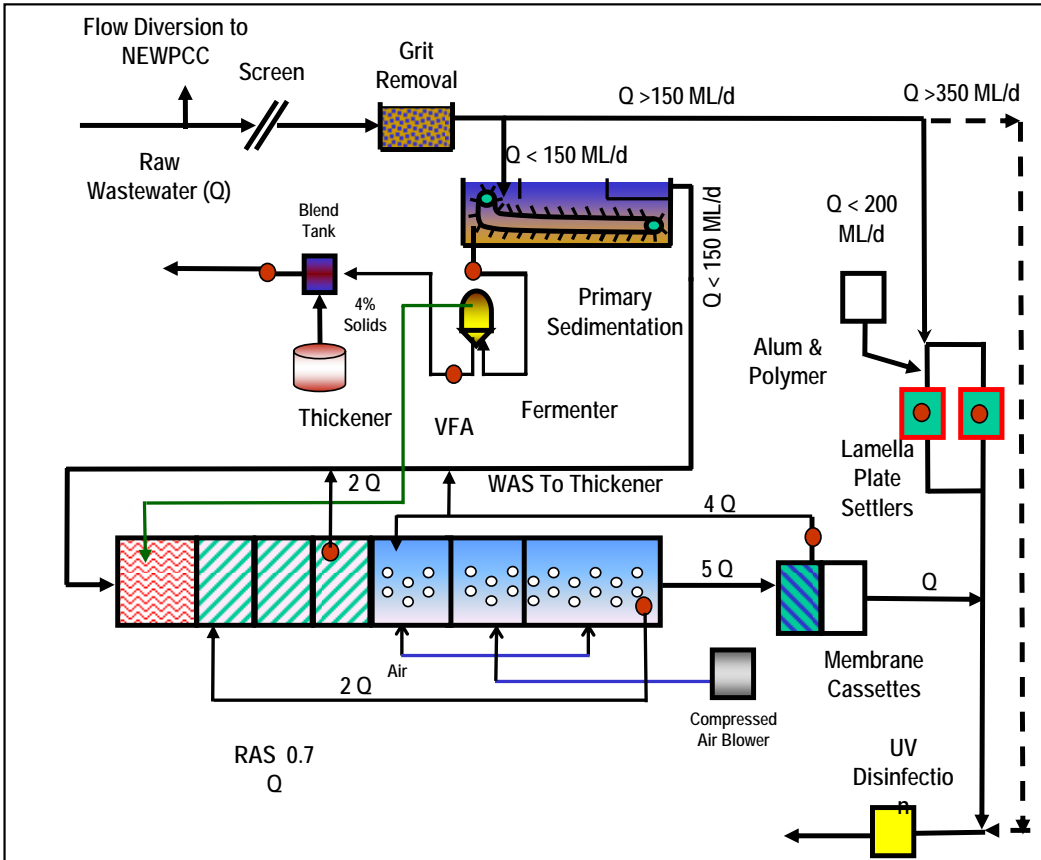 Flow Diversion to
NEWPCC
Screen
Grit
Removal
Q >150 ML/d
Q >350 ML/d
Raw
Wastewater (Q)
Q < 150 ML/d
Q < 150 ML/d
Q < 200
ML/d
Blend
Tank
4%
Solids
Primary
Sedimentation
Alum &
Polymer
Thickener
VFA
Fermenter
Lamella
Plate
Settlers
2 Q
WAS To Thickener
4 Q
5 Q
Q
Air
2 Q
Membrane
Cassettes
Compressed
Air Blower
RAS 0.7
Q
UV
Disinfectio
n